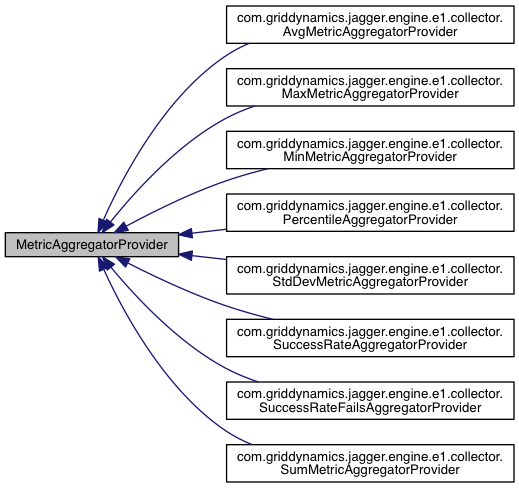 com.griddynamics.jagger.engine.e1.collector.
AvgMetricAggregatorProvider
com.griddynamics.jagger.engine.e1.collector.
MaxMetricAggregatorProvider
com.griddynamics.jagger.engine.e1.collector.
MinMetricAggregatorProvider
com.griddynamics.jagger.engine.e1.collector.
PercentileAggregatorProvider
MetricAggregatorProvider
com.griddynamics.jagger.engine.e1.collector.
StdDevMetricAggregatorProvider
com.griddynamics.jagger.engine.e1.collector.
SuccessRateAggregatorProvider
com.griddynamics.jagger.engine.e1.collector.
SuccessRateFailsAggregatorProvider
com.griddynamics.jagger.engine.e1.collector.
SumMetricAggregatorProvider